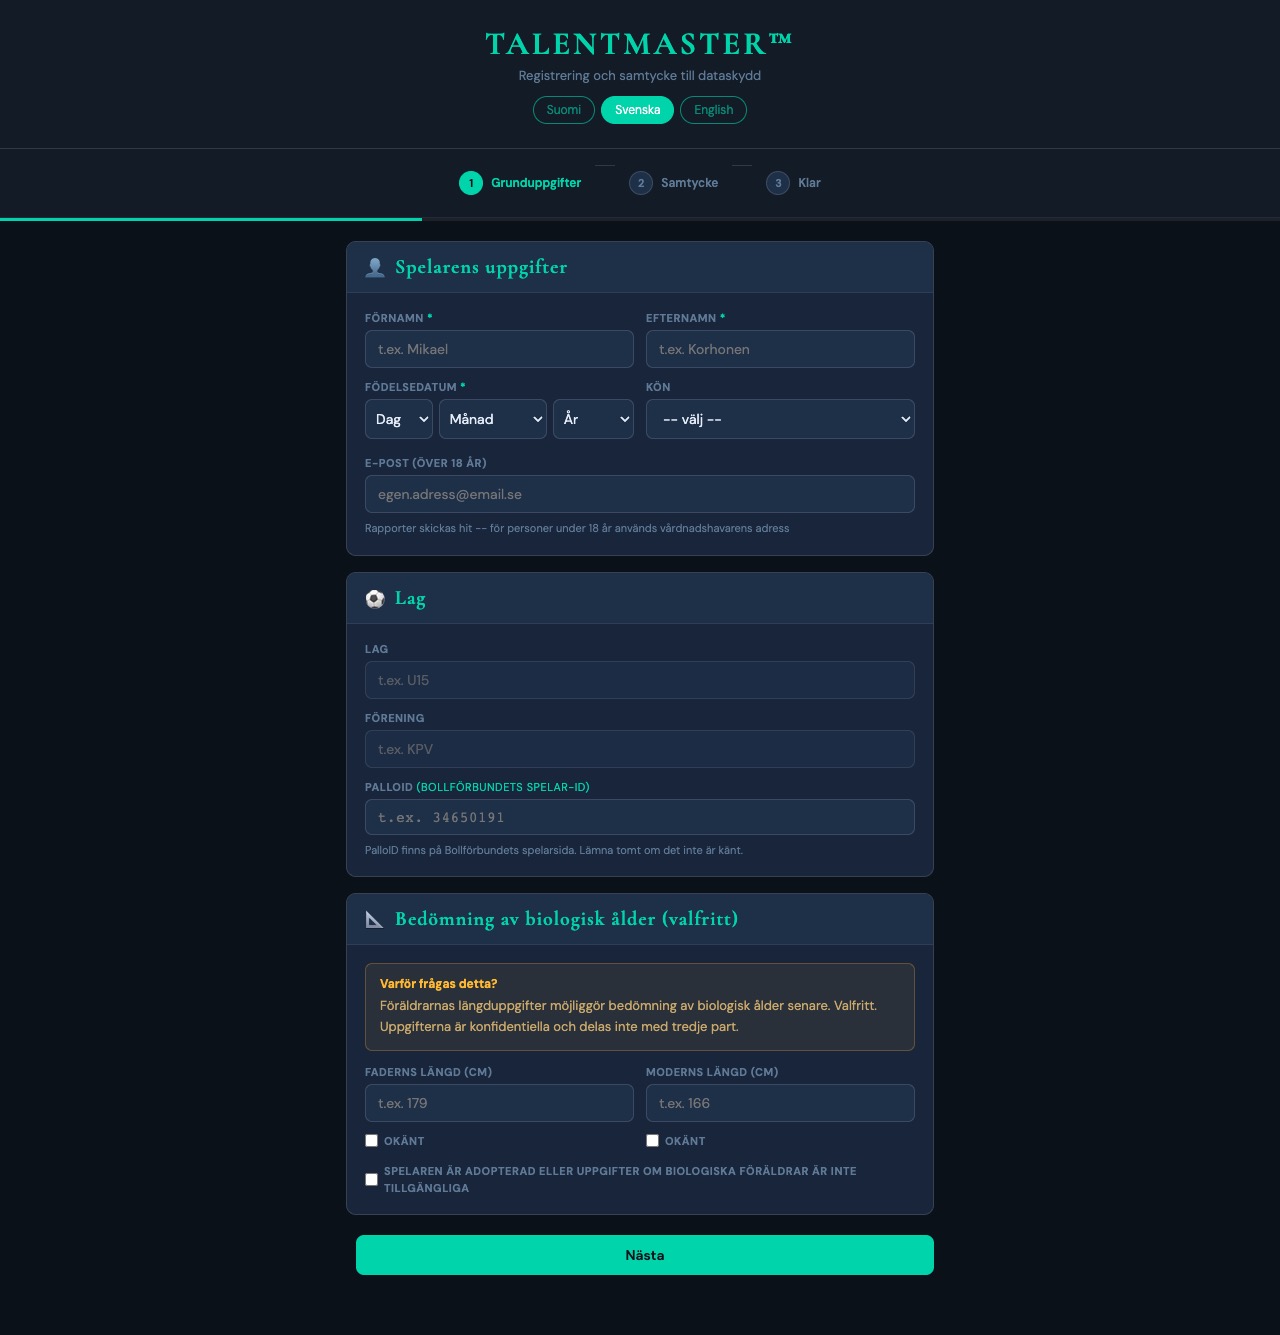 TALENTMASTER™
Registrering och samtycke till dataskydd
Suomi Svenska English
1 Grunduppgifter 2 Samtycke 3 Klar
Spelarens uppgifter
FÖRNAMN * EFTERNAMN *
t.ex. Mikael t.ex. Korhonen
FÖDELSEDATUM * KÖN
Dag Månad År -- välj --
E-POST (ÖVER 18 ÅR)
egen.adress@email.se
Rapporter skickas hit -- för personer under 18 år används vårdnadshavarens adress
Lag
LAG
t.ex. U15
FÖRENING
t.ex. KPV
PALLOID (BOLLFÖRBUNDETS SPELAR-ID)
t.ex. 34650191
PalloID finns på Bollförbundets spelarsida. Lämna tomt om det inte är känt.
Bedömning av biologisk ålder (valfritt)
Varför frågas detta?
Föräldrarnas längduppgifter möjliggör bedömning av biologisk ålder senare. Valfritt.
Uppgifterna är konfidentiella och delas inte med tredje part.
FADERNS LÄNGD (CM) MODERNS LÄNGD (CM)
t.ex. 179 t.ex. 166
OKÄNT OKÄNT
SPELAREN ÄR ADOPTERAD ELLER UPPGIFTER OM BIOLOGISKA FÖRÄLDRAR ÄR INTE
TILLGÄNGLIGA
Nästa